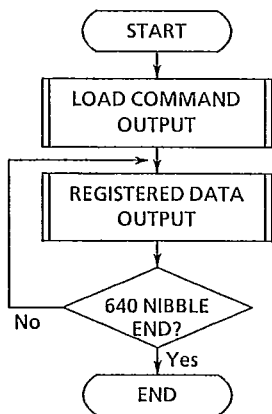 START
LOAD COMMAND
OUTPUT
REGISTERED DATA
OUTPUT
640 NIBBLE
END?
No
Yes
END